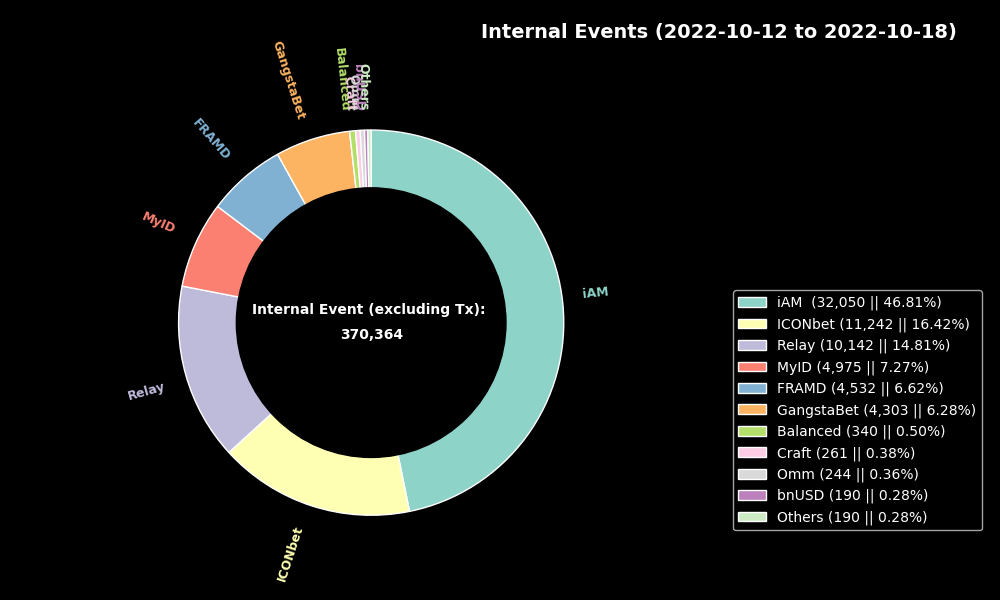 Internal Events (2022-10-12 to 2022-10-18)
GangstaBet
Balanced
Craft
Omm
bnUSD
Others
FRAMD
MyID
iAM
Relay
ICONbet
Internal Event (excluding Tx):
370,364
iAM  (32,050 || 46.81%)
ICONbet (11,242 || 16.42%)
Relay (10,142 || 14.81%)
MyID (4,975 || 7.27%)
FRAMD (4,532 || 6.62%)
GangstaBet (4,303 || 6.28%)
Balanced (340 || 0.50%)
Craft (261 || 0.38%)
Omm (244 || 0.36%)
bnUSD (190 || 0.28%)
Others (190 || 0.28%)